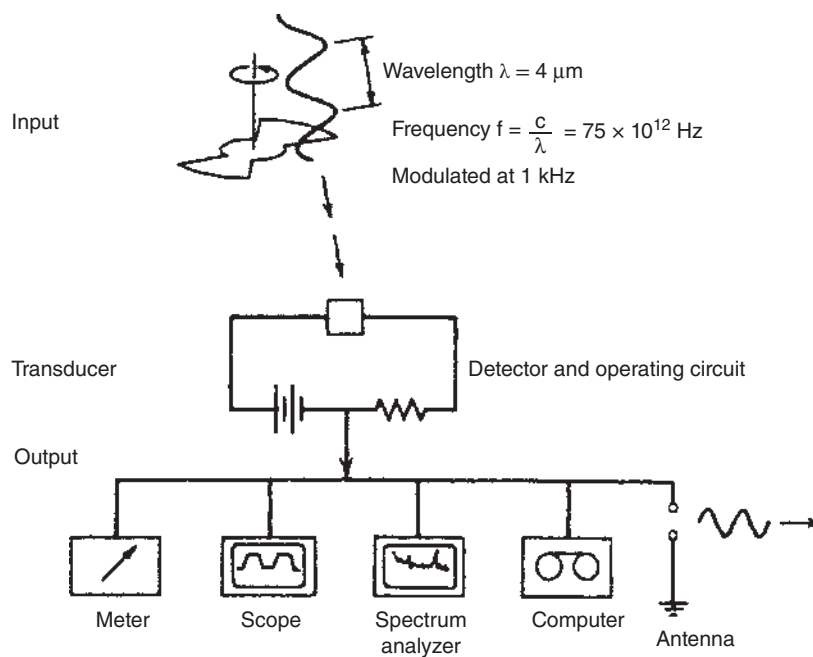 Wavelength λ = 4 μm
Input
Frequency f = c/λ = 75 × 10¹² Hz
Modulated at 1 kHz
Transducer
Detector and operating circuit
Output
Meter
Scope
Spectrum
analyzer
Computer
Antenna